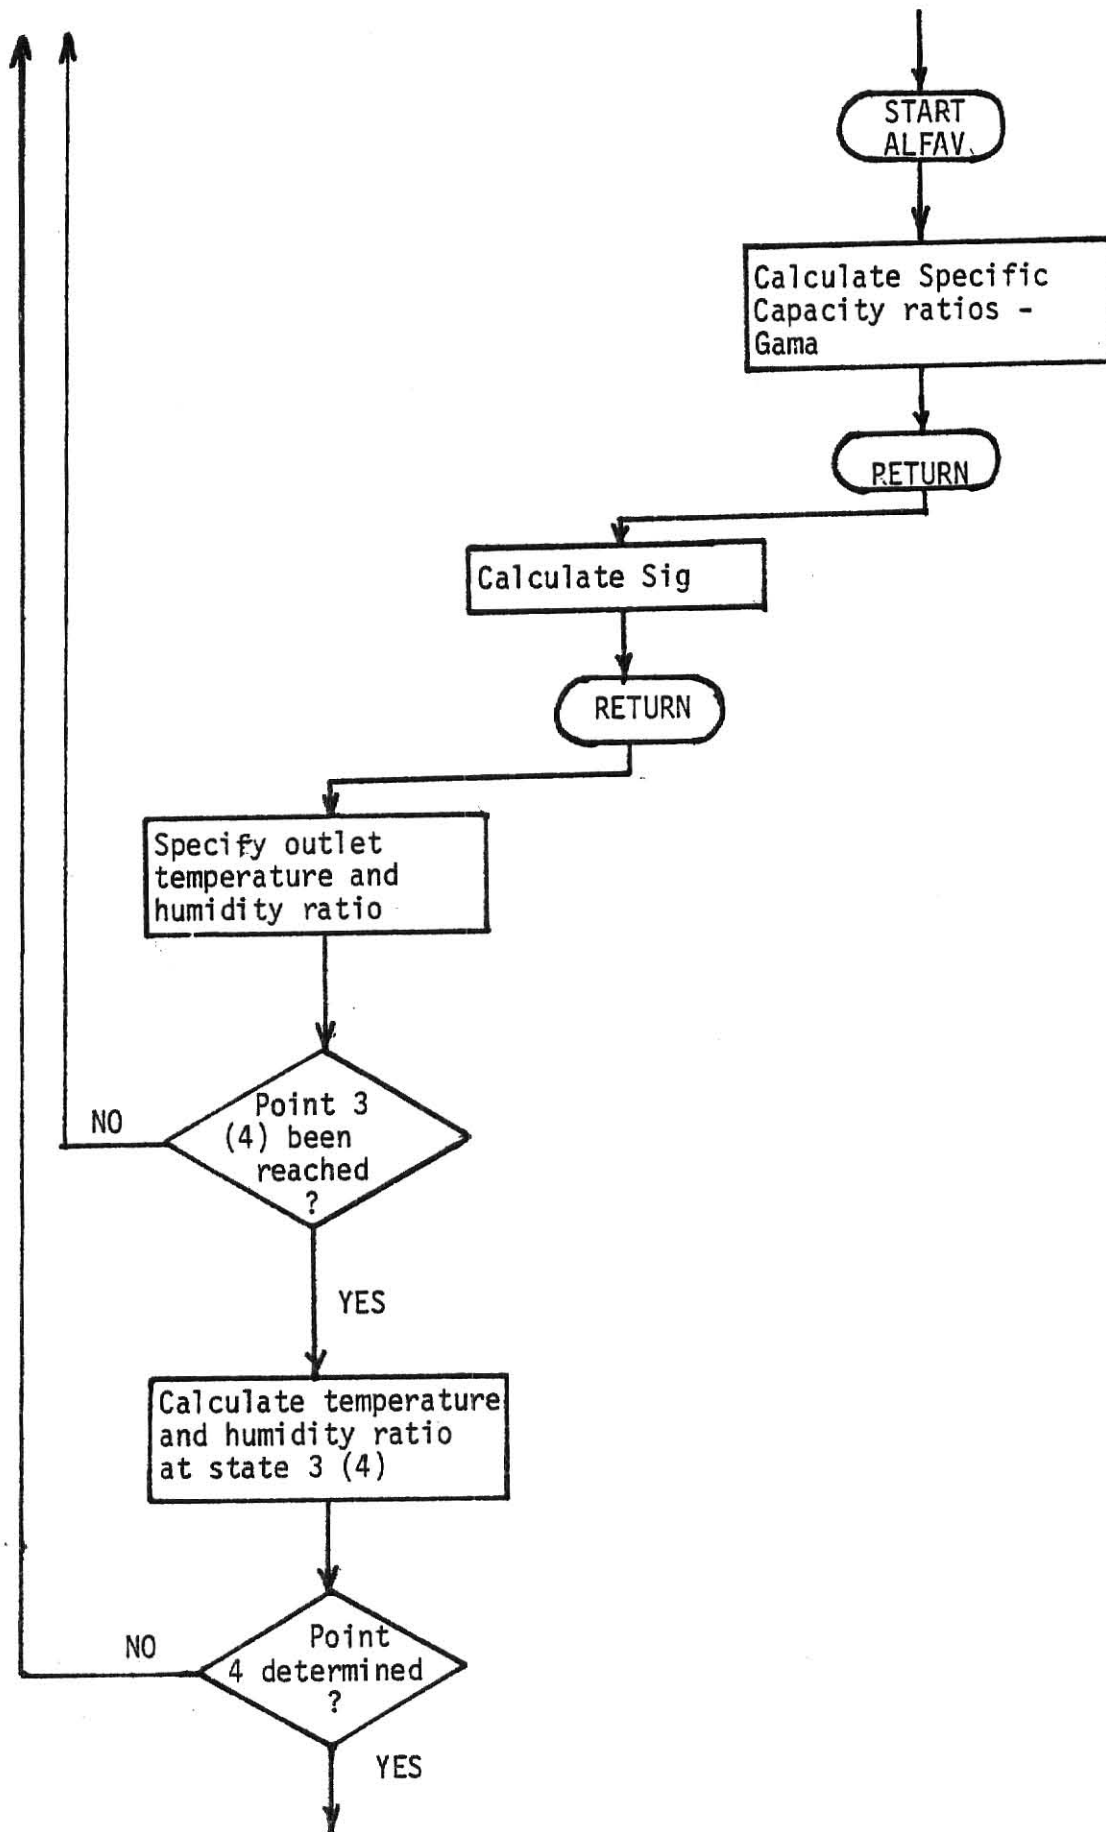 START
ALFAV
Calculate Specific
Capacity ratios -
Gama
RETURN
Calculate Sig
RETURN
Specify outlet
temperature and
humidity ratio
Point 3
(4) been
reached
?
NO
YES
Calculate temperature
and humidity ratio
at state 3 (4)
Point
4 determined
?
NO
YES